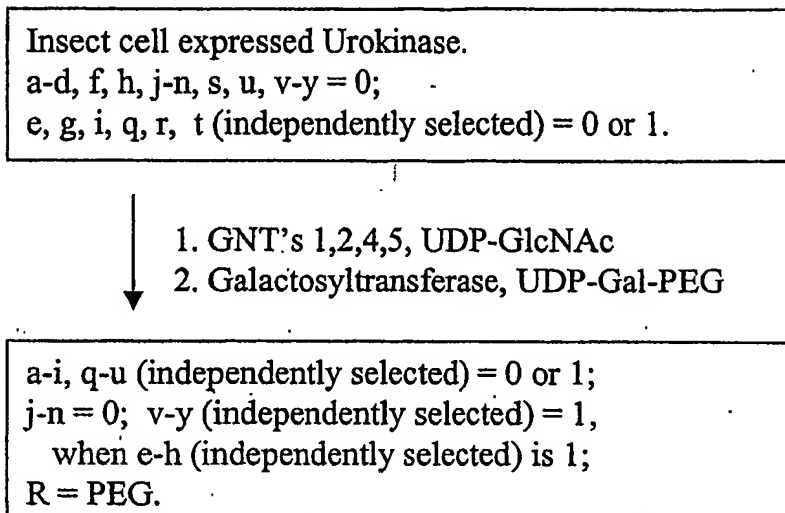 Insect cell expressed Urokinase.
a-d, f, h, j-n, s, u, v-y = 0;
e, g, i, q, r, t (independently selected) = 0 or 1.
1. GNT's 1,2,4,5, UDP-GlcNAc
2. Galactosyltransferase, UDP-Gal-PEG
a-i, q-u (independently selected) = 0 or 1;
j-n = 0; v-y (independently selected) = 1,
when e-h (independently selected) is 1;
R = PEG.